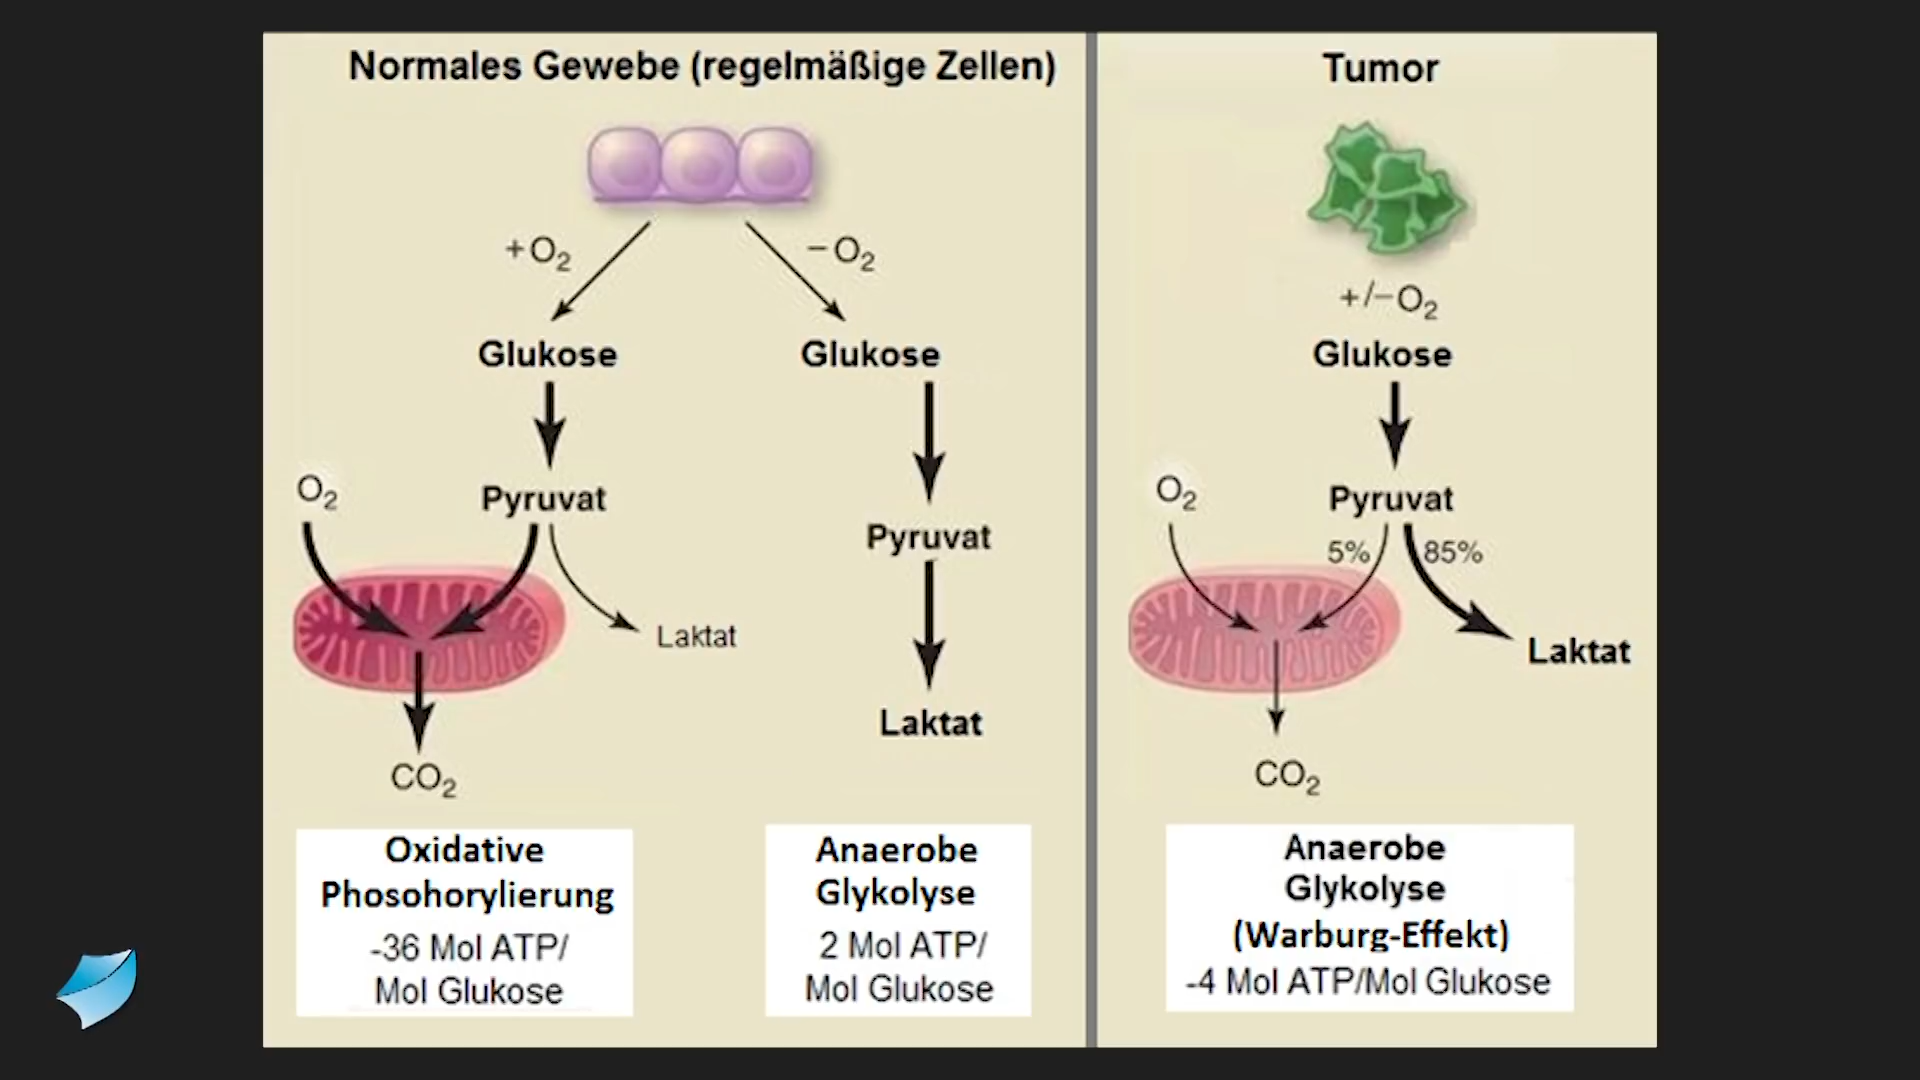 Normales Gewebe (regelmäßige Zellen)
+O₂
−O₂
Glukose
Glukose
O₂
Pyruvat
Pyruvat
Laktat
Laktat
CO₂
Oxidative
Phosohorylierung
-36 Mol ATP/
Mol Glukose
Anaerobe
Glykolyse
2 Mol ATP/
Mol Glukose
Tumor
+/−O₂
Glukose
O₂
Pyruvat
5%
85%
Laktat
CO₂
Anaerobe
Glykolyse
(Warburg-Effekt)
-4 Mol ATP/Mol Glukose